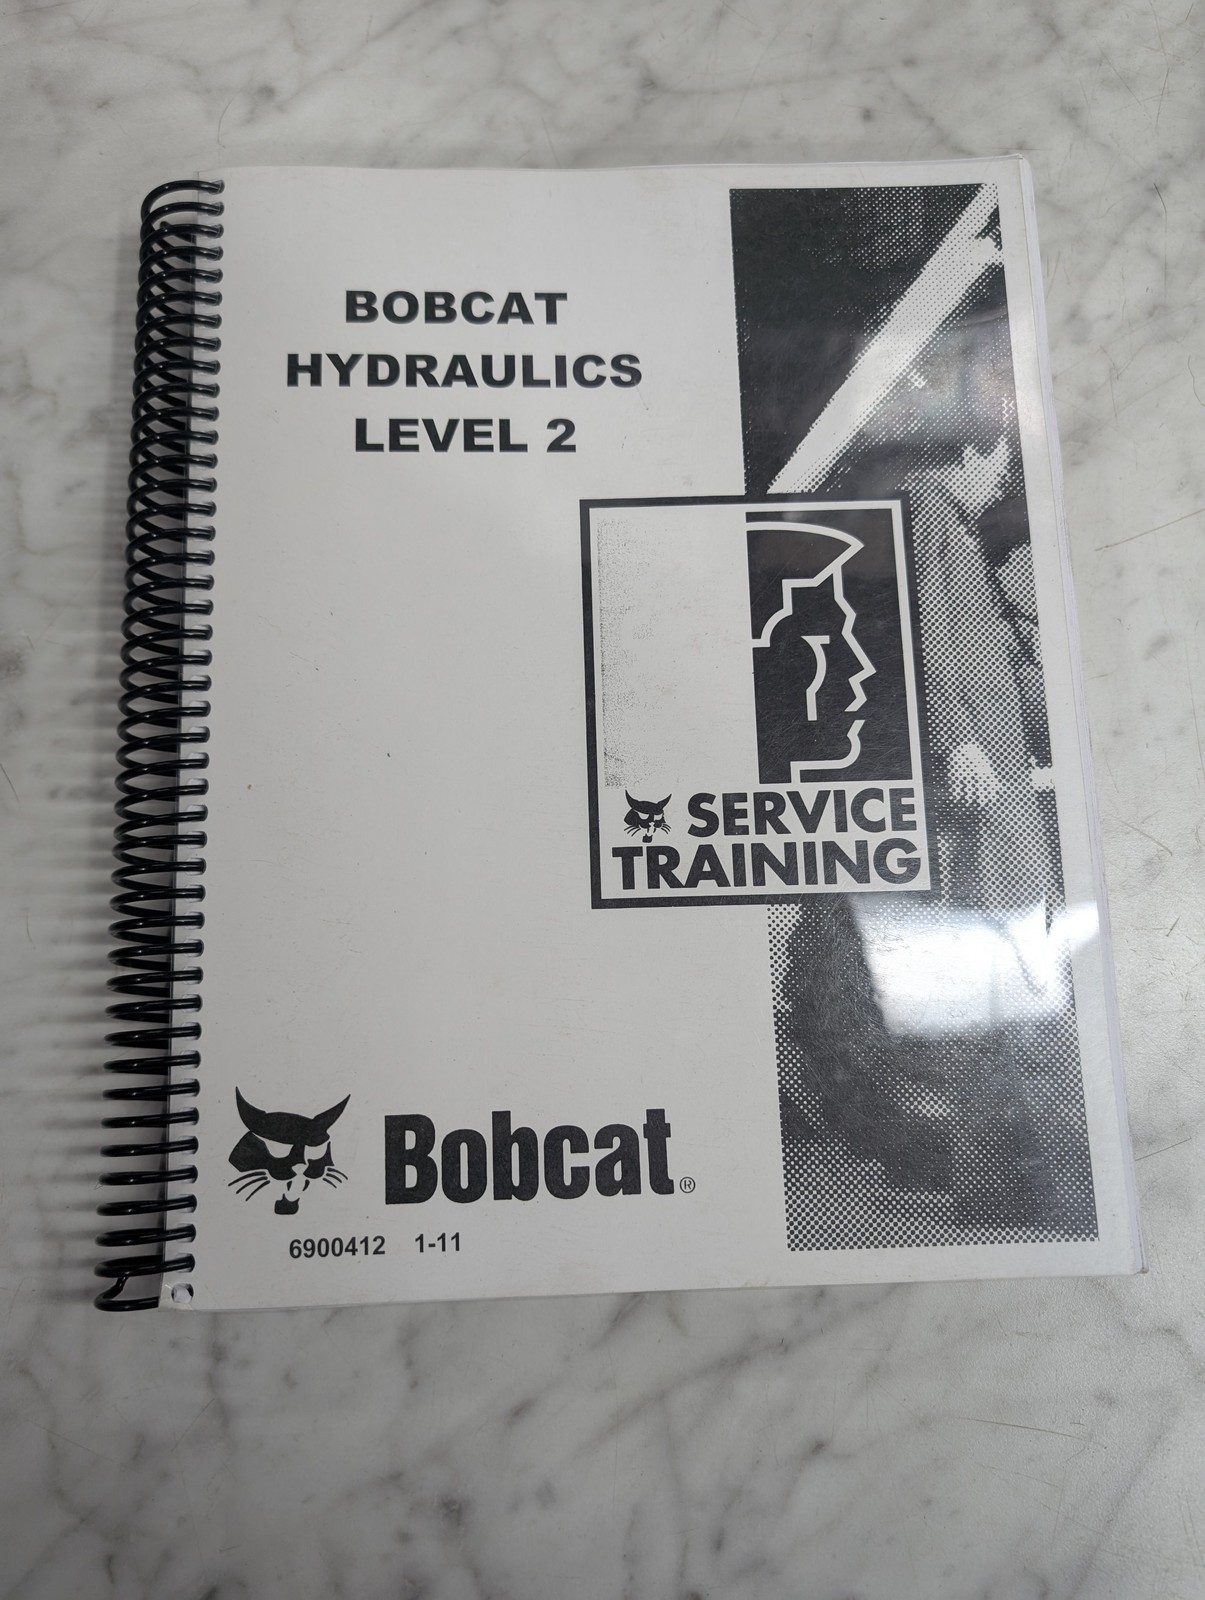 BOBCAT
HYDRAULICS
LEVEL 2
SERVICE
TRAINING
Bobcat®
6900412 1-11